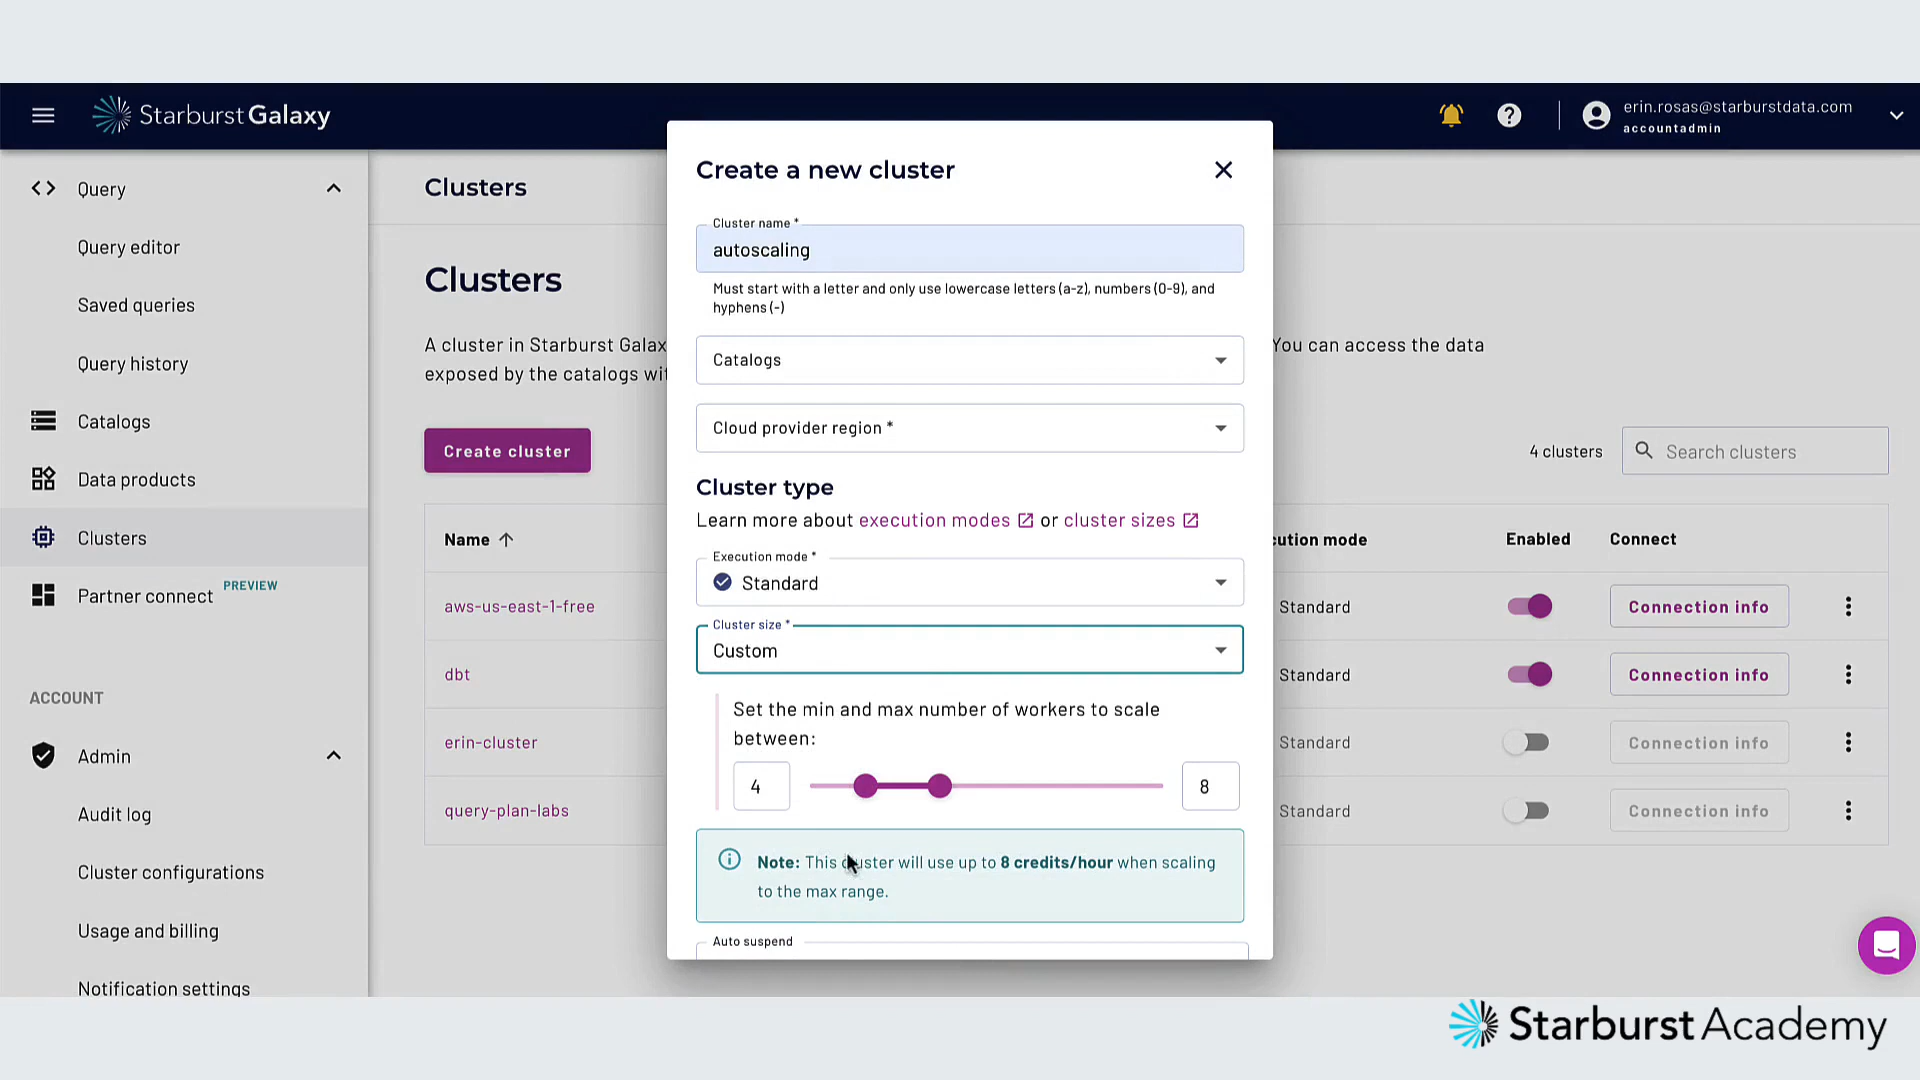 Starburst Galaxy
erin.rosas@starburstdata.com
accountadmin
Query
Query editor
Saved queries
Query history
Catalogs
Data products
Clusters
Partner connect PREVIEW
ACCOUNT
Admin
Audit log
Cluster configurations
Usage and billing
Notification settings
Clusters
Clusters
A cluster in Starburst Galax
You can access the data
exposed by the catalogs wi
Create cluster
4 clusters
Search clusters
Name
cution mode
Enabled
Connect
aws-us-east-1-free
Standard
Connection info
dbt
Standard
Connection info
erin-cluster
Standard
Connection info
query-plan-labs
Standard
Connection info
Create a new cluster
Cluster name *
autoscaling
Must start with a letter and only use lowercase letters (a-z), numbers (0-9), and
hyphens (-)
Catalogs
Cloud provider region *
Cluster type
Learn more about execution modes or cluster sizes
Execution mode *
Standard
Cluster size *
Custom
Set the min and max number of workers to scale
between:
4
8
Note: This cluster will use up to 8 credits/hour when scaling
to the max range.
Auto suspend
Starburst Academy